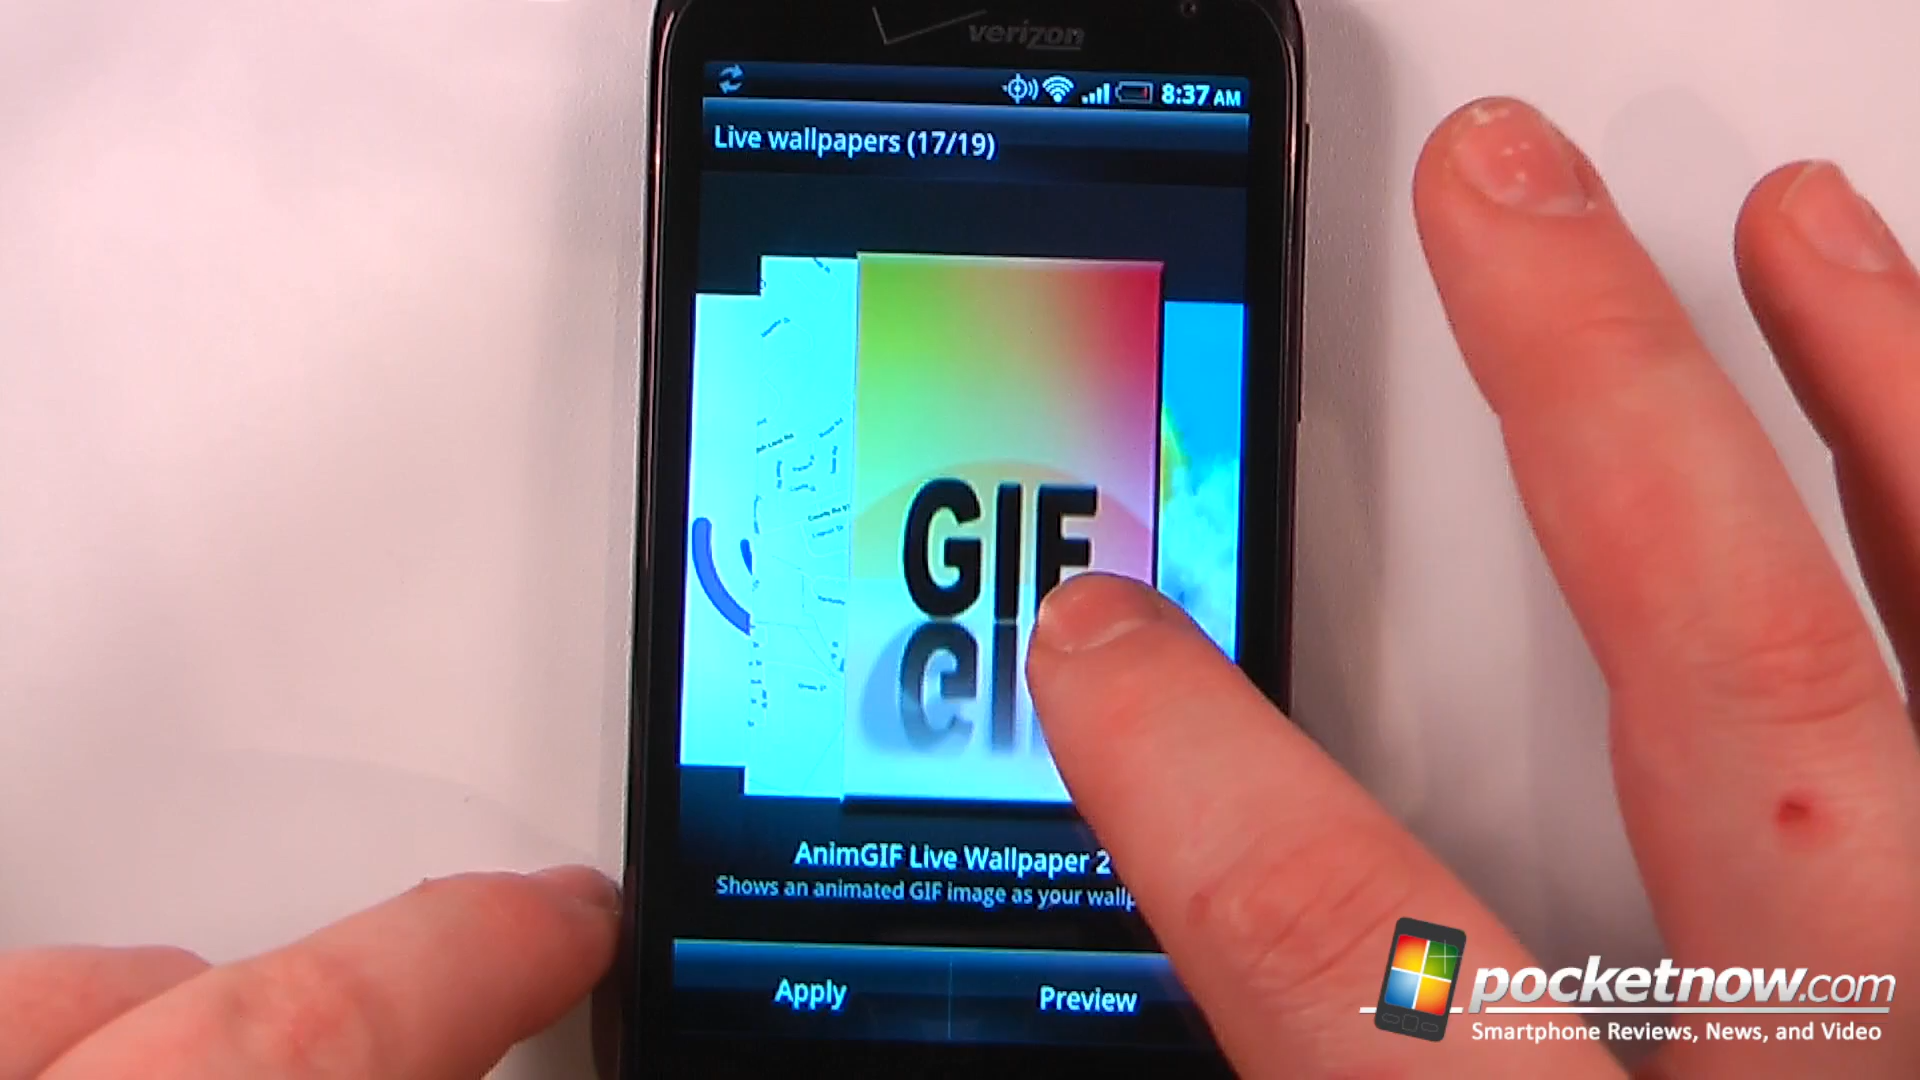 verizon
8:37 AM
Live wallpapers (17/19)
GIF
AnimGIF Live Wallpaper 2
Shows an animated GIF image as your wallp
Apply
Preview
pocketnow.com
Smartphone Reviews, News, and Video